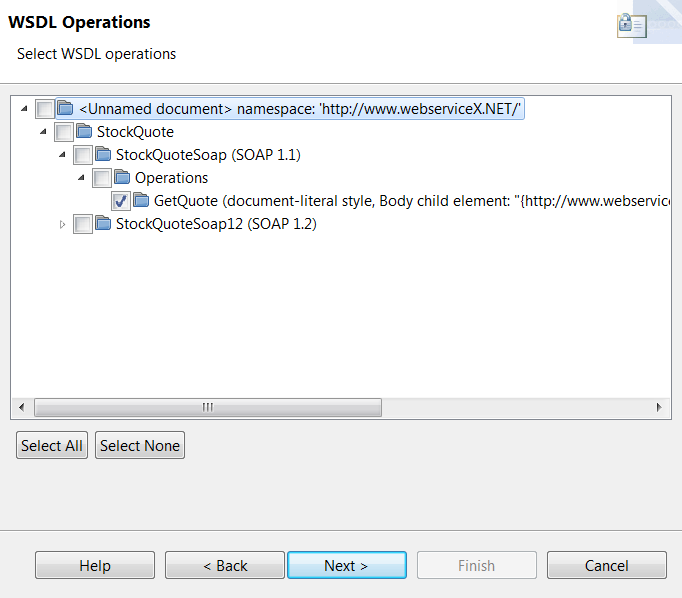 WSDL Operations
Select WSDL operations
<Unnamed document> namespace: 'http://www.webserviceX.NET/'
StockQuote
StockQuoteSoap (SOAP 1.1)
Operations
GetQuote (document-literal style, Body child element: "{http://www.webservice
StockQuoteSoap12 (SOAP 1.2)
Select All Select None
Help < Back Next > Finish Cancel